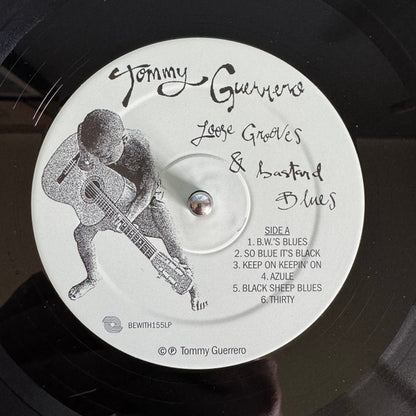 Tommy Guerrero
Loose Grooves
& bastard
Blues
SIDE A
1. B.W.'S BLUES
2. SO BLUE IT'S BLACK
3. KEEP ON KEEPIN' ON
4. AZULE
5. BLACK SHEEP BLUES
6. THIRTY
BEWITH155LP
©℗ Tommy Guerrero